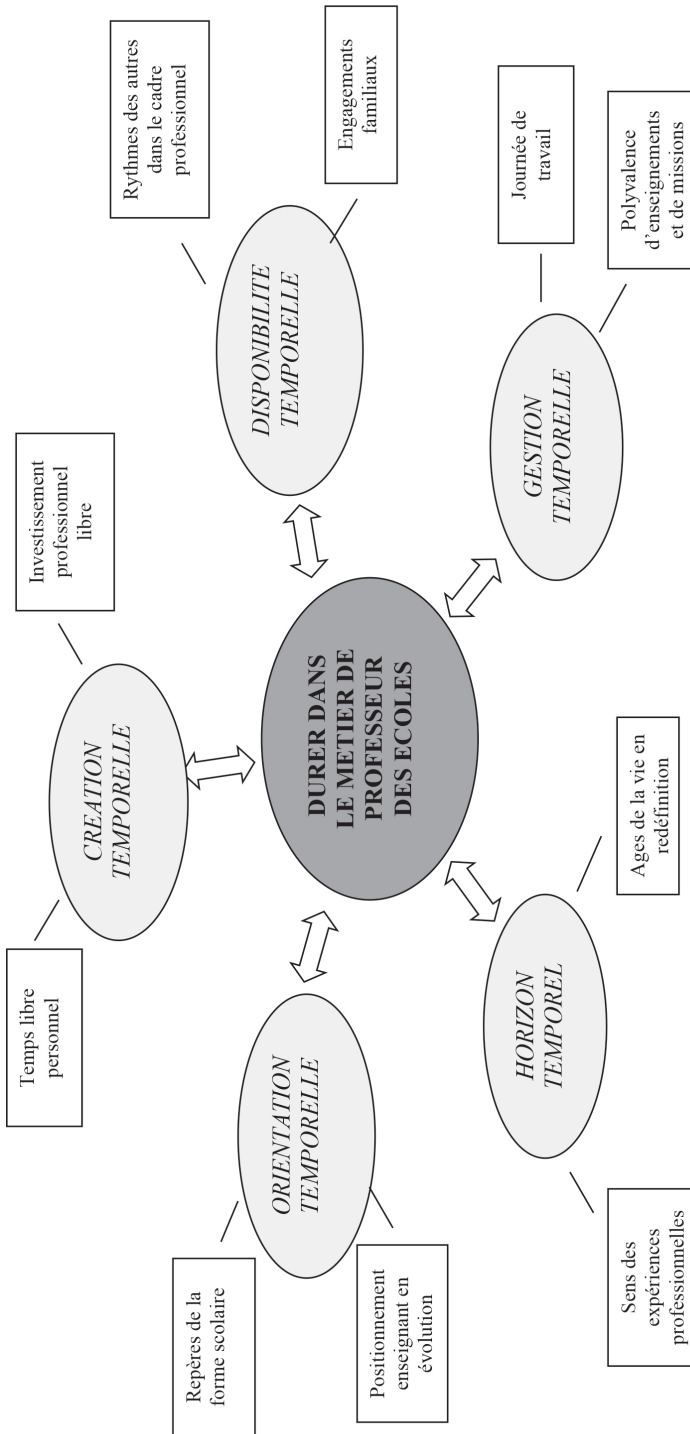 Temps libre
personnel
CREATION
TEMPORELLE
Investissement
professionnel
libre
Rythmes des autres
dans le cadre
professionnel
DISPONIBILITE
TEMPORELLE
Engagements
familiaux
Repères de la
forme scolaire
ORIENTATION
TEMPORELLE
Positionnement
enseignant en
évolution
DURER DANS
LE METIER DE
PROFESSEUR
DES ECOLES
Journée de
travail
GESTION
TEMPORELLE
Polyvalence
d’enseignements
et de missions
HORIZON
TEMPOREL
Ages de la vie en
redéfinition
Sens des
expériences
professionnelles